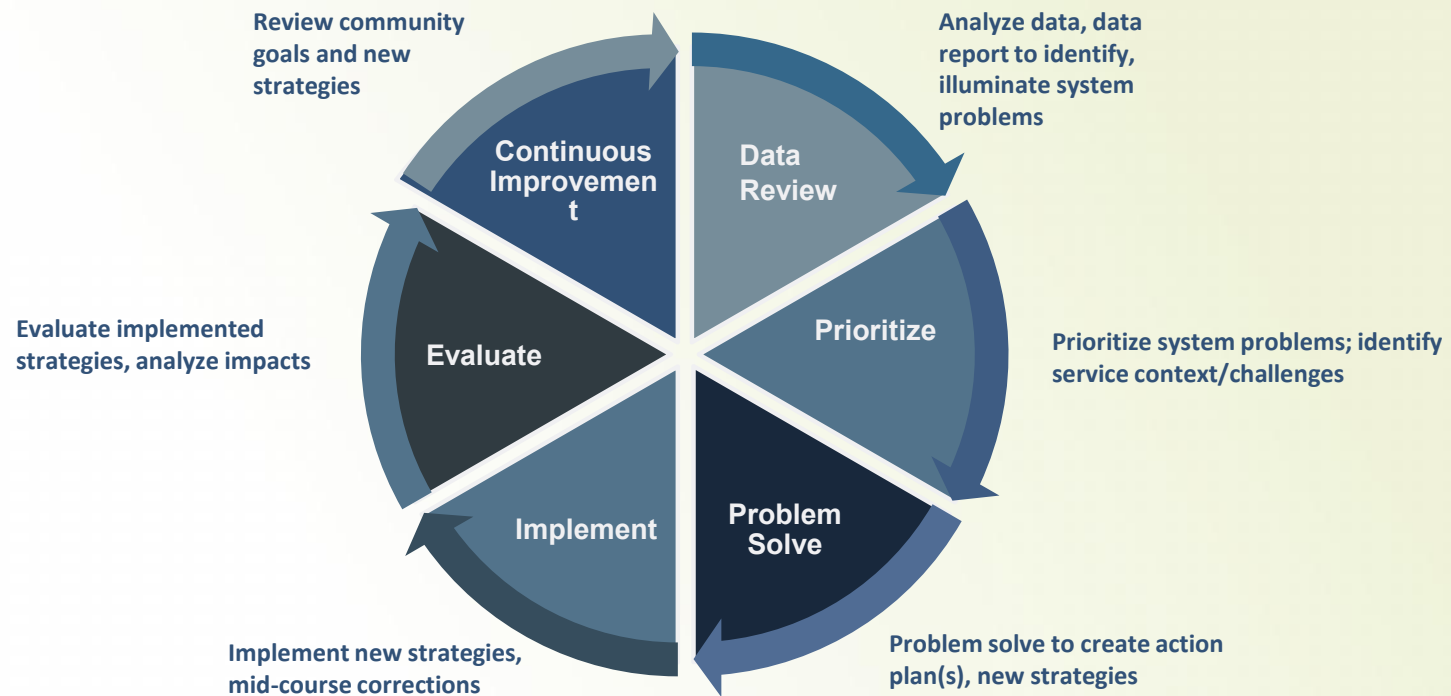 Review community
goals and new
strategies
Analyze data, data
report to identify,
illuminate system
problems
Continuous
Improvemen
t
Data
Review
Evaluate implemented
strategies, analyze impacts
Evaluate
Prioritize
Prioritize system problems; identify
service context/challenges
Implement
Problem
Solve
Implement new strategies,
mid-course corrections
Problem solve to create action
plan(s), new strategies